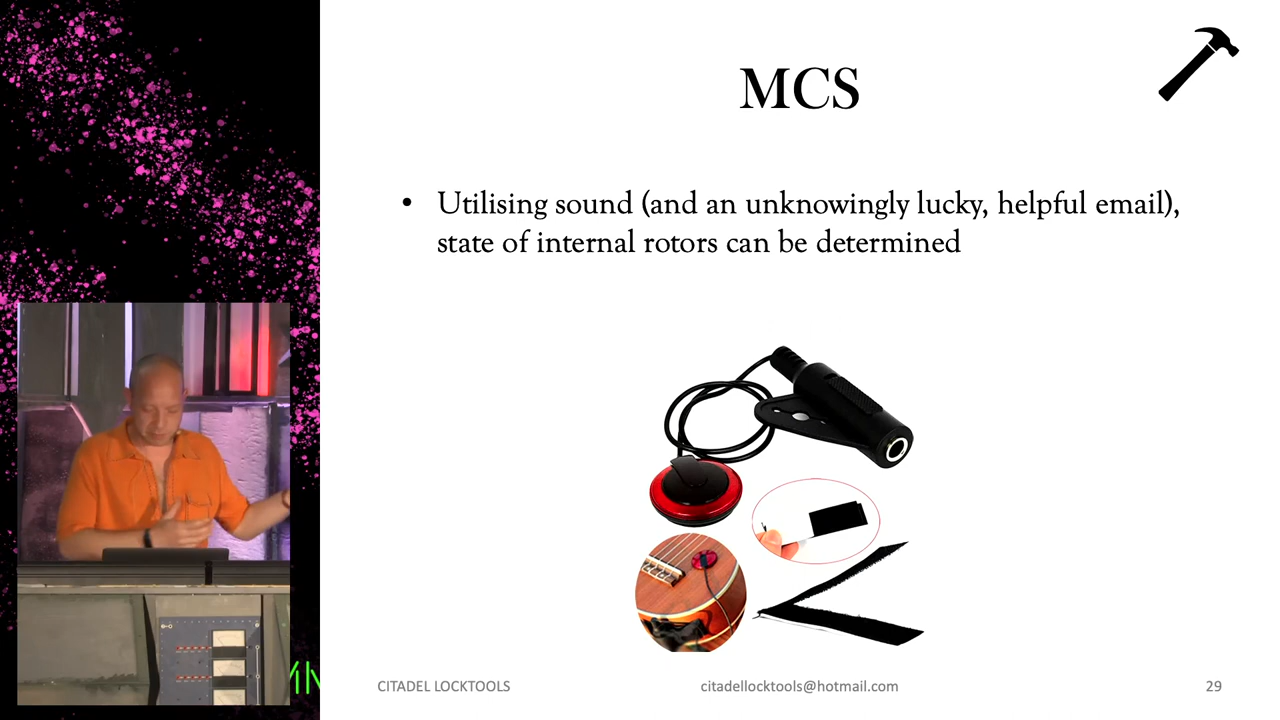 MCS
• Utilising sound (and an unknowingly lucky, helpful email),
state of internal rotors can be determined
CITADEL LOCKTOOLS
citadellocktools@hotmail.com
29